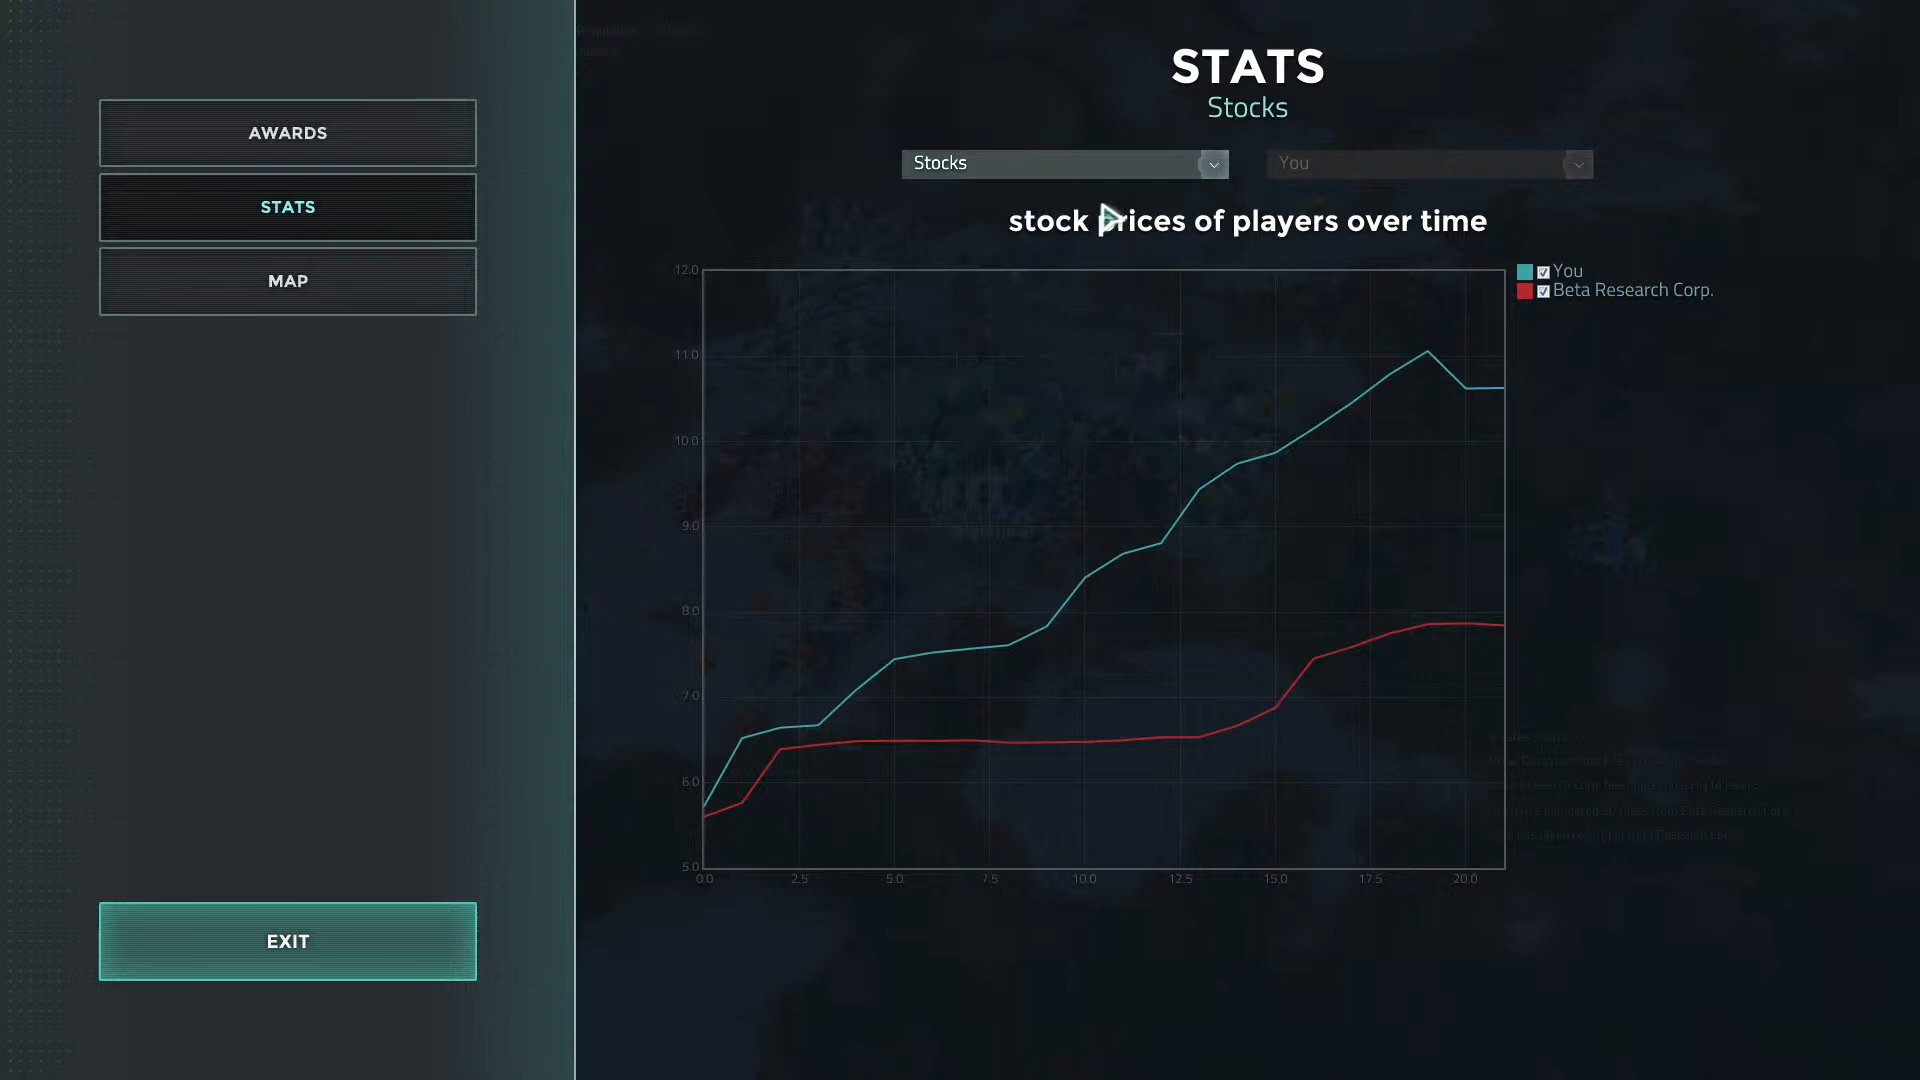 STATS
Stocks
AWARDS
STATS
MAP
EXIT
Stocks
You
stock prices of players over time
You
Beta Research Corp.
12.0
11.0
10.0
9.0
8.0
7.0
6.0
5.0
0.0 2.5 5.0 7.5 10.0 12.5 15.0 17.5 20.0